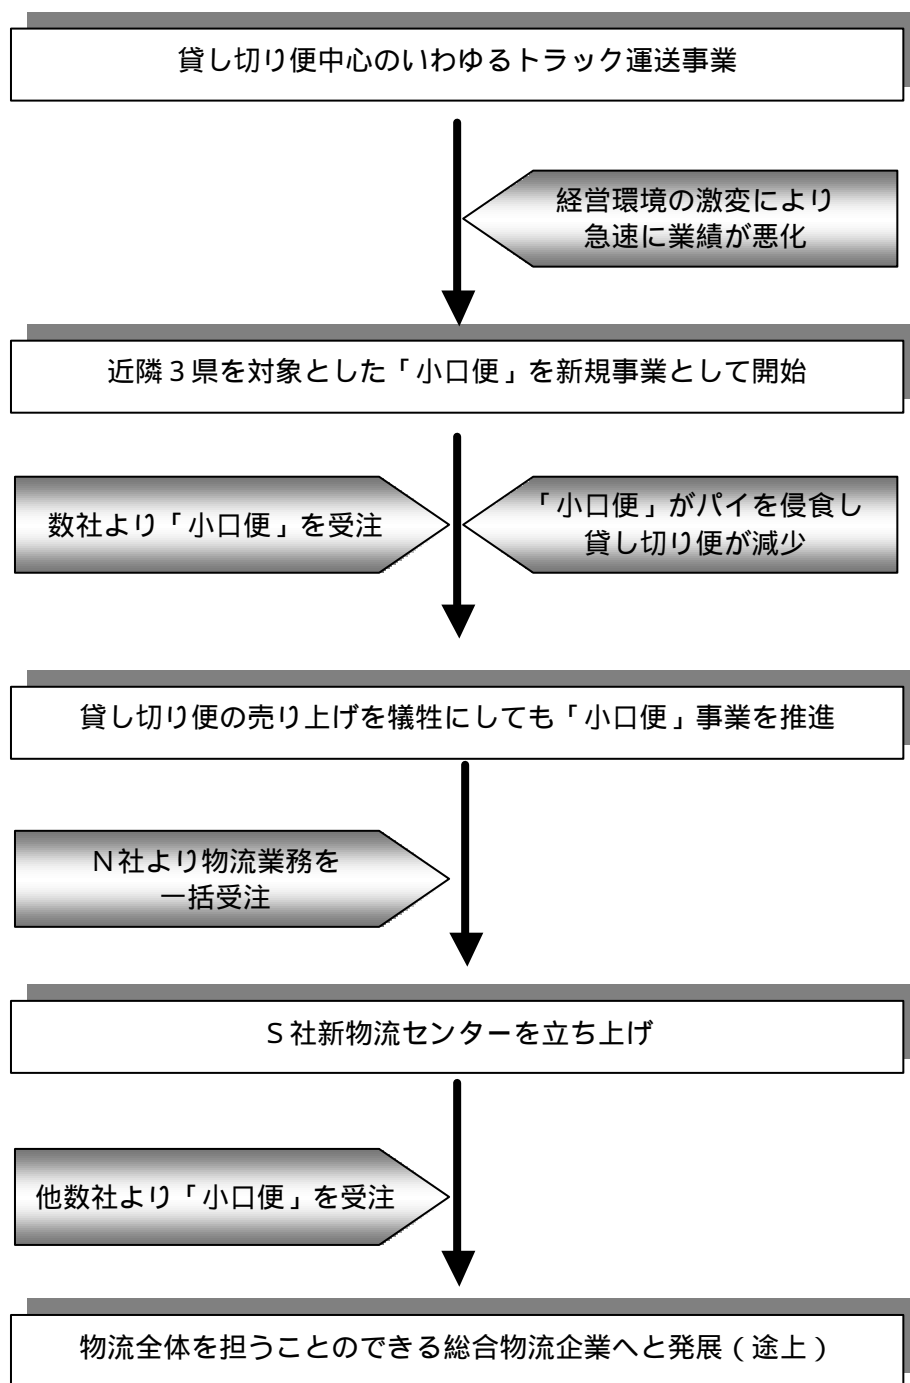 貸し切り便中心のいわゆるトラック運送事業
経営環境の激変により
急速に業績が悪化
近隣３県を対象とした「小口便」を新規事業として開始
数社より「小口便」を受注
「小口便」がパイを侵食し
貸し切り便が減少
貸し切り便の売り上げを犠牲にしても「小口便」事業を推進
Ｎ社より物流業務を
一括受注
Ｓ社新物流センターを立ち上げ
他数社より「小口便」を受注
物流全体を担うことのできる総合物流企業へと発展（途上）